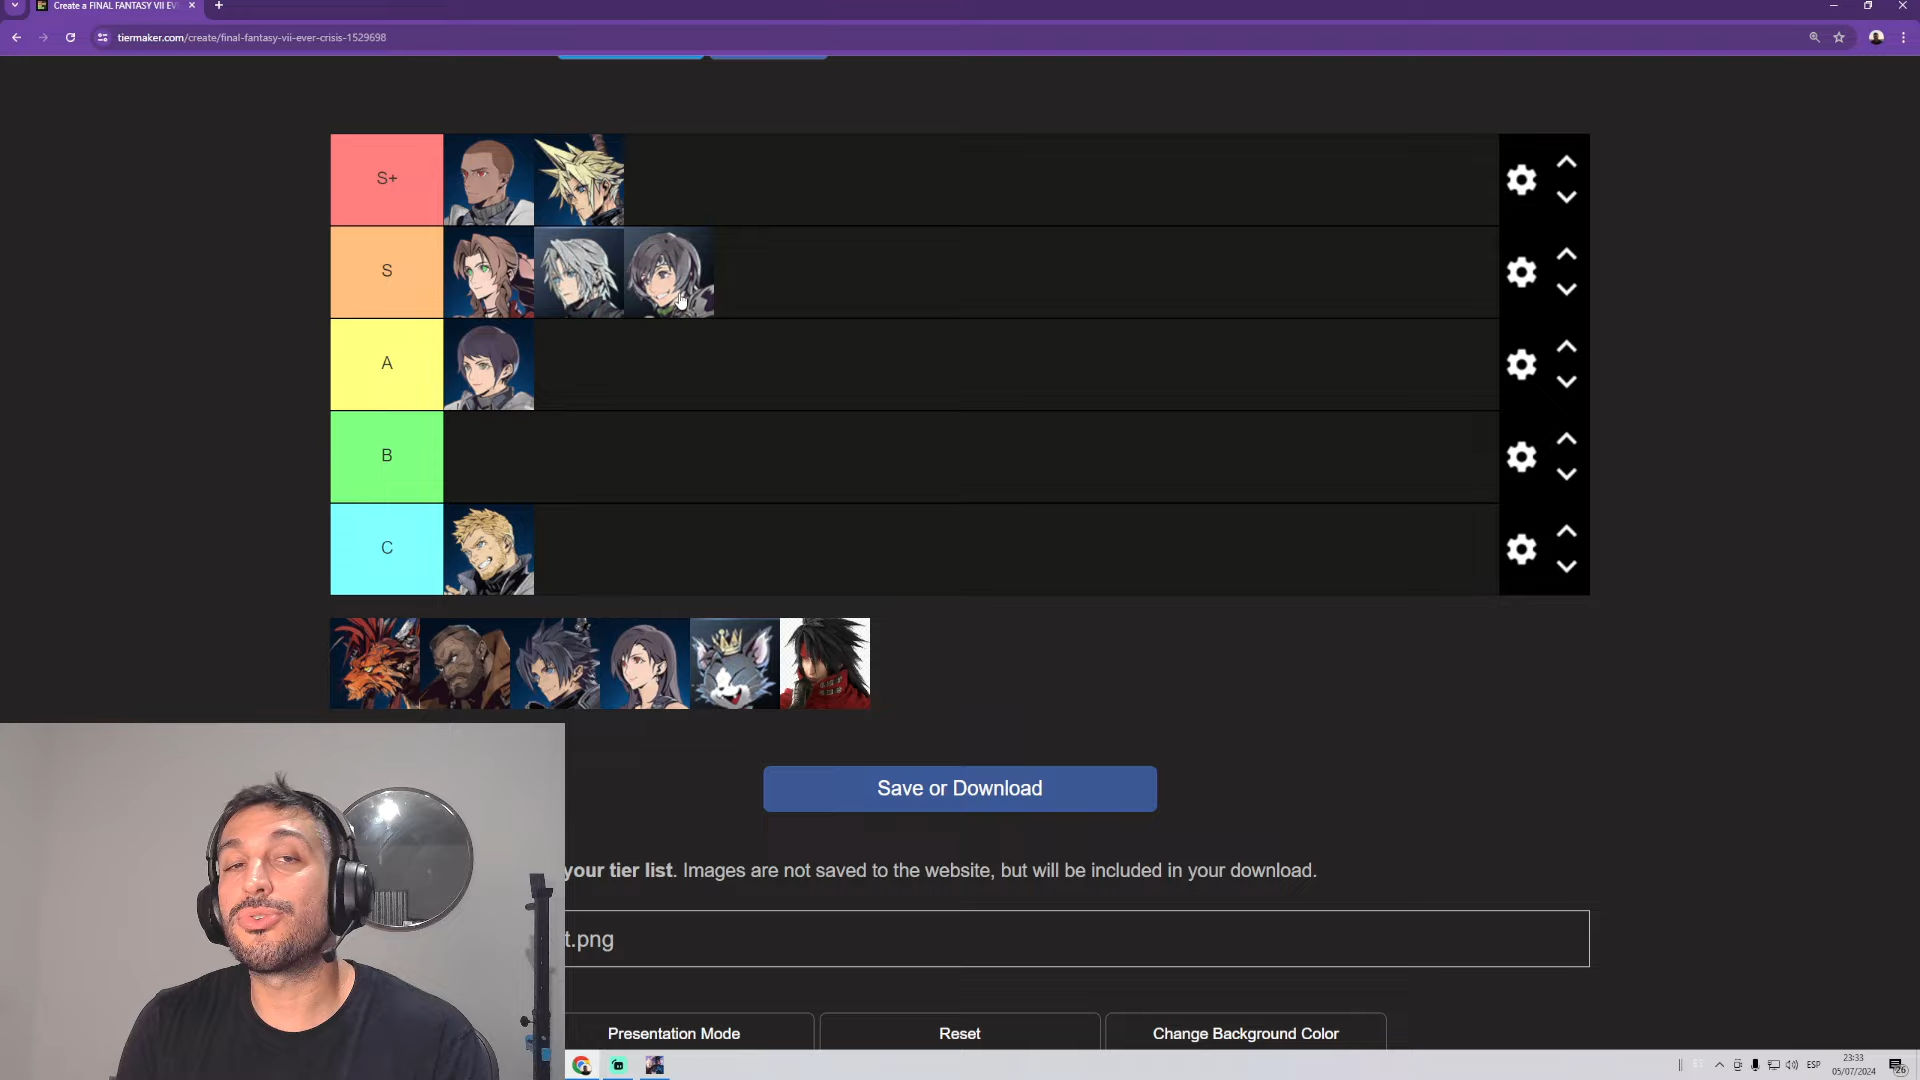 Create a FINAL FANTASY VII EV
tiermaker.com/create/final-fantasy-vii-ever-crisis-1529698
S+
S
A
B
C
Save or Download
your tier list. Images are not saved to the website, but will be included in your download.
t.png
Presentation Mode
Reset
Change Background Color
ESP
23:33
05/07/2024
26